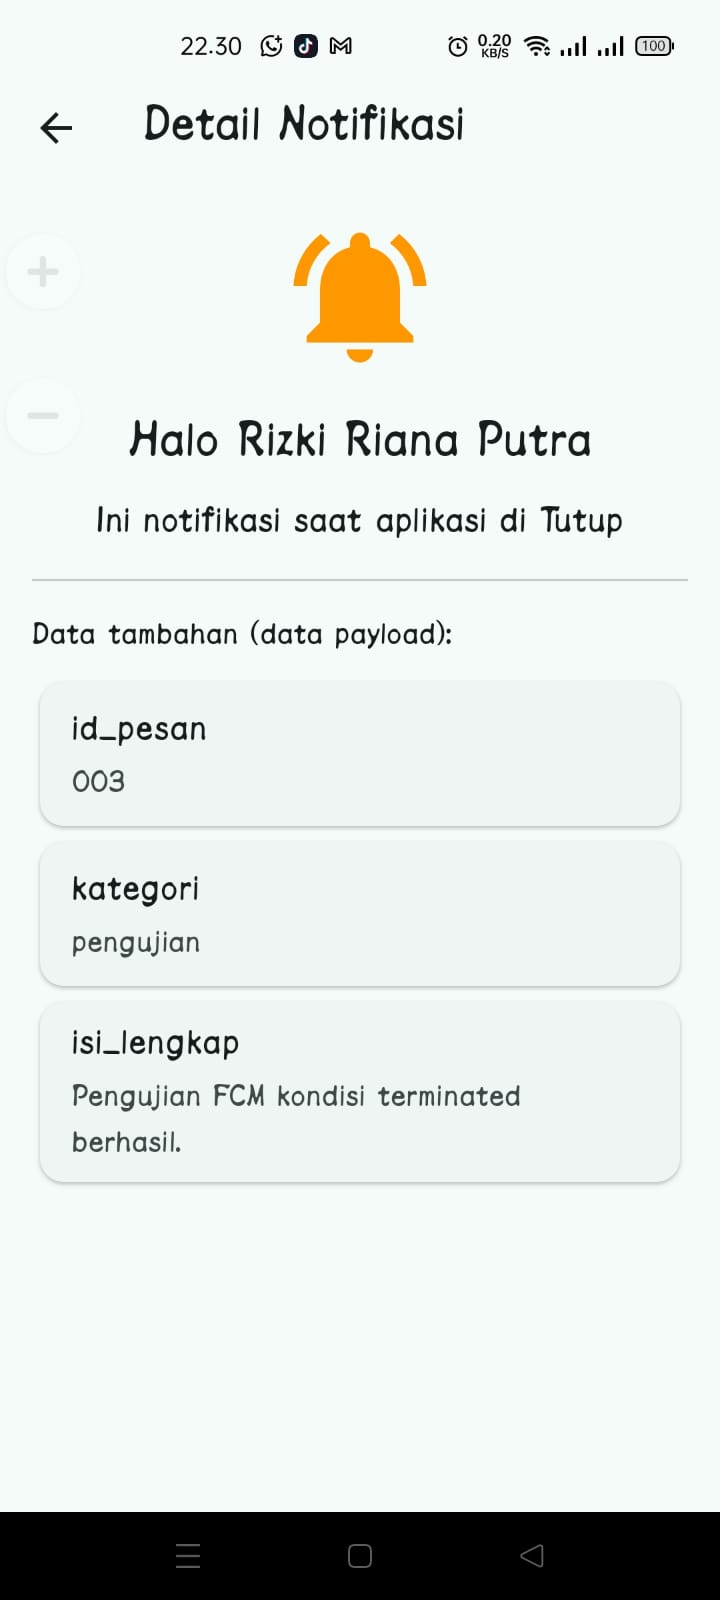 22.30
0.20
KB/S
100
Detail Notifikasi
Halo Rizki Riana Putra
Ini notifikasi saat aplikasi di Tutup
Data tambahan (data payload):
id_pesan
003
kategori
pengujian
isi_lengkap
Pengujian FCM kondisi terminated
berhasil.